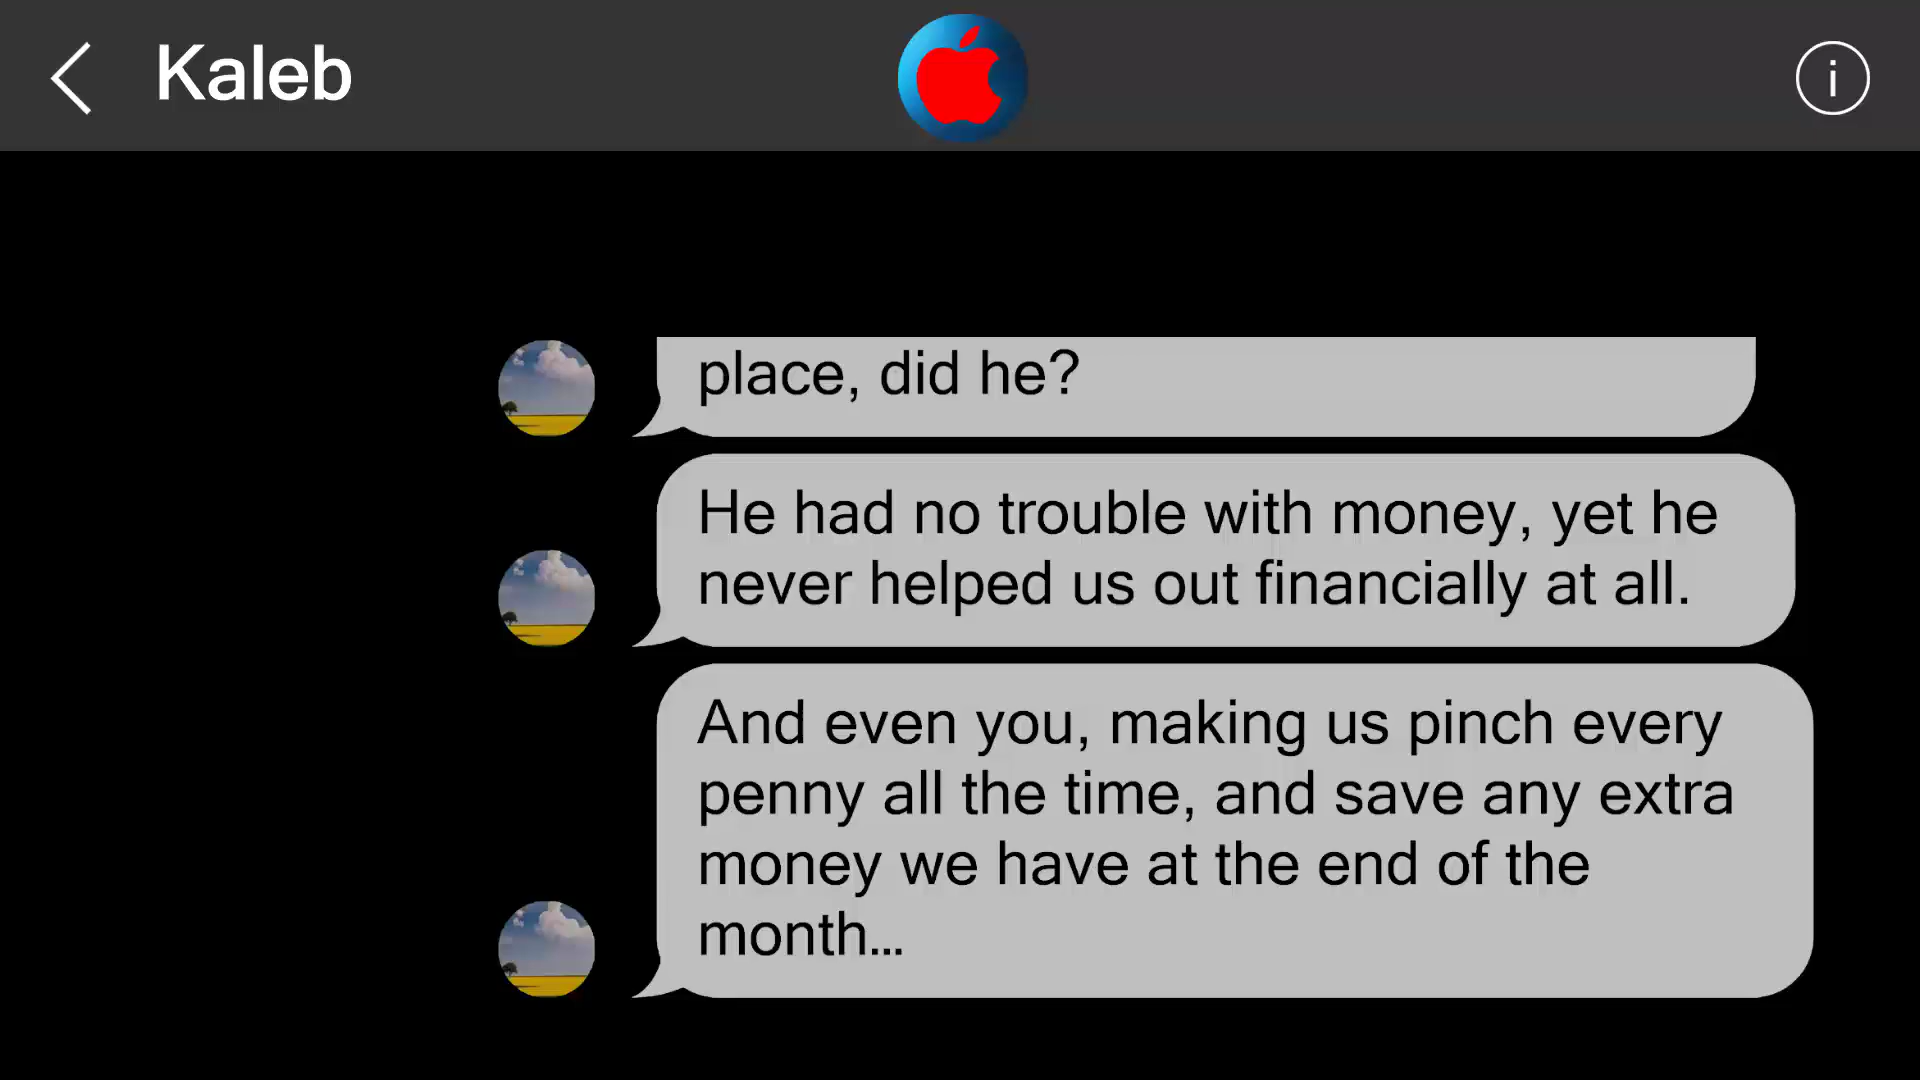 Kaleb
i
place, did he?
He had no trouble with money, yet he
never helped us out financially at all.
And even you, making us pinch every
penny all the time, and save any extra
money we have at the end of the
month...